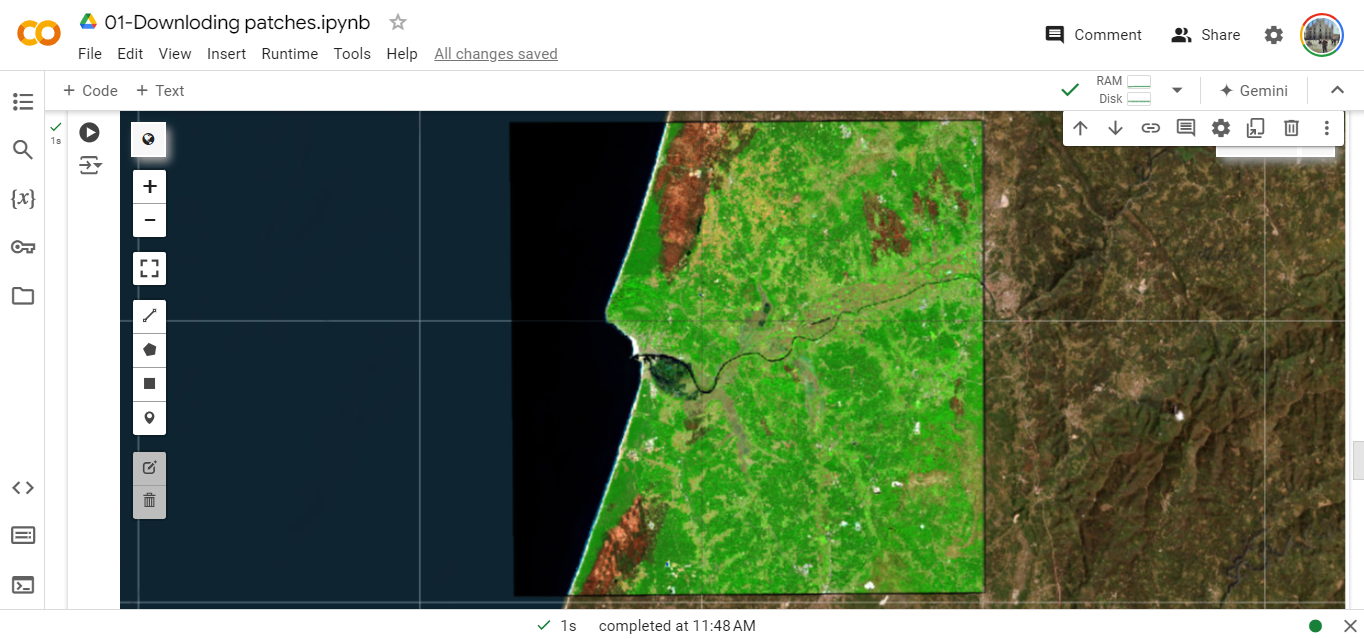 01-Downloding patches.ipynb
File Edit View Insert Runtime Tools Help All changes saved
Comment
Share
+ Code + Text
RAM
Disk
Gemini
1s
{x}
+
−
1s completed at 11:48 AM